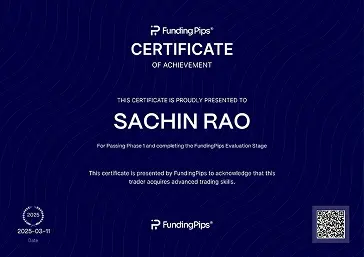 FundingPips®
CERTIFICATE
OF ACHIEVEMENT
THIS CERTIFICATE IS PROUDLY PRESENTED TO
SACHIN RAO
For Passing Phase 1 and completing the FundingPips Evaluation Stage
This certificate is presented by FundingPips to acknowledge that this
trader acquires advanced trading skills.
2025
2025-03-11
Date
FundingPips®